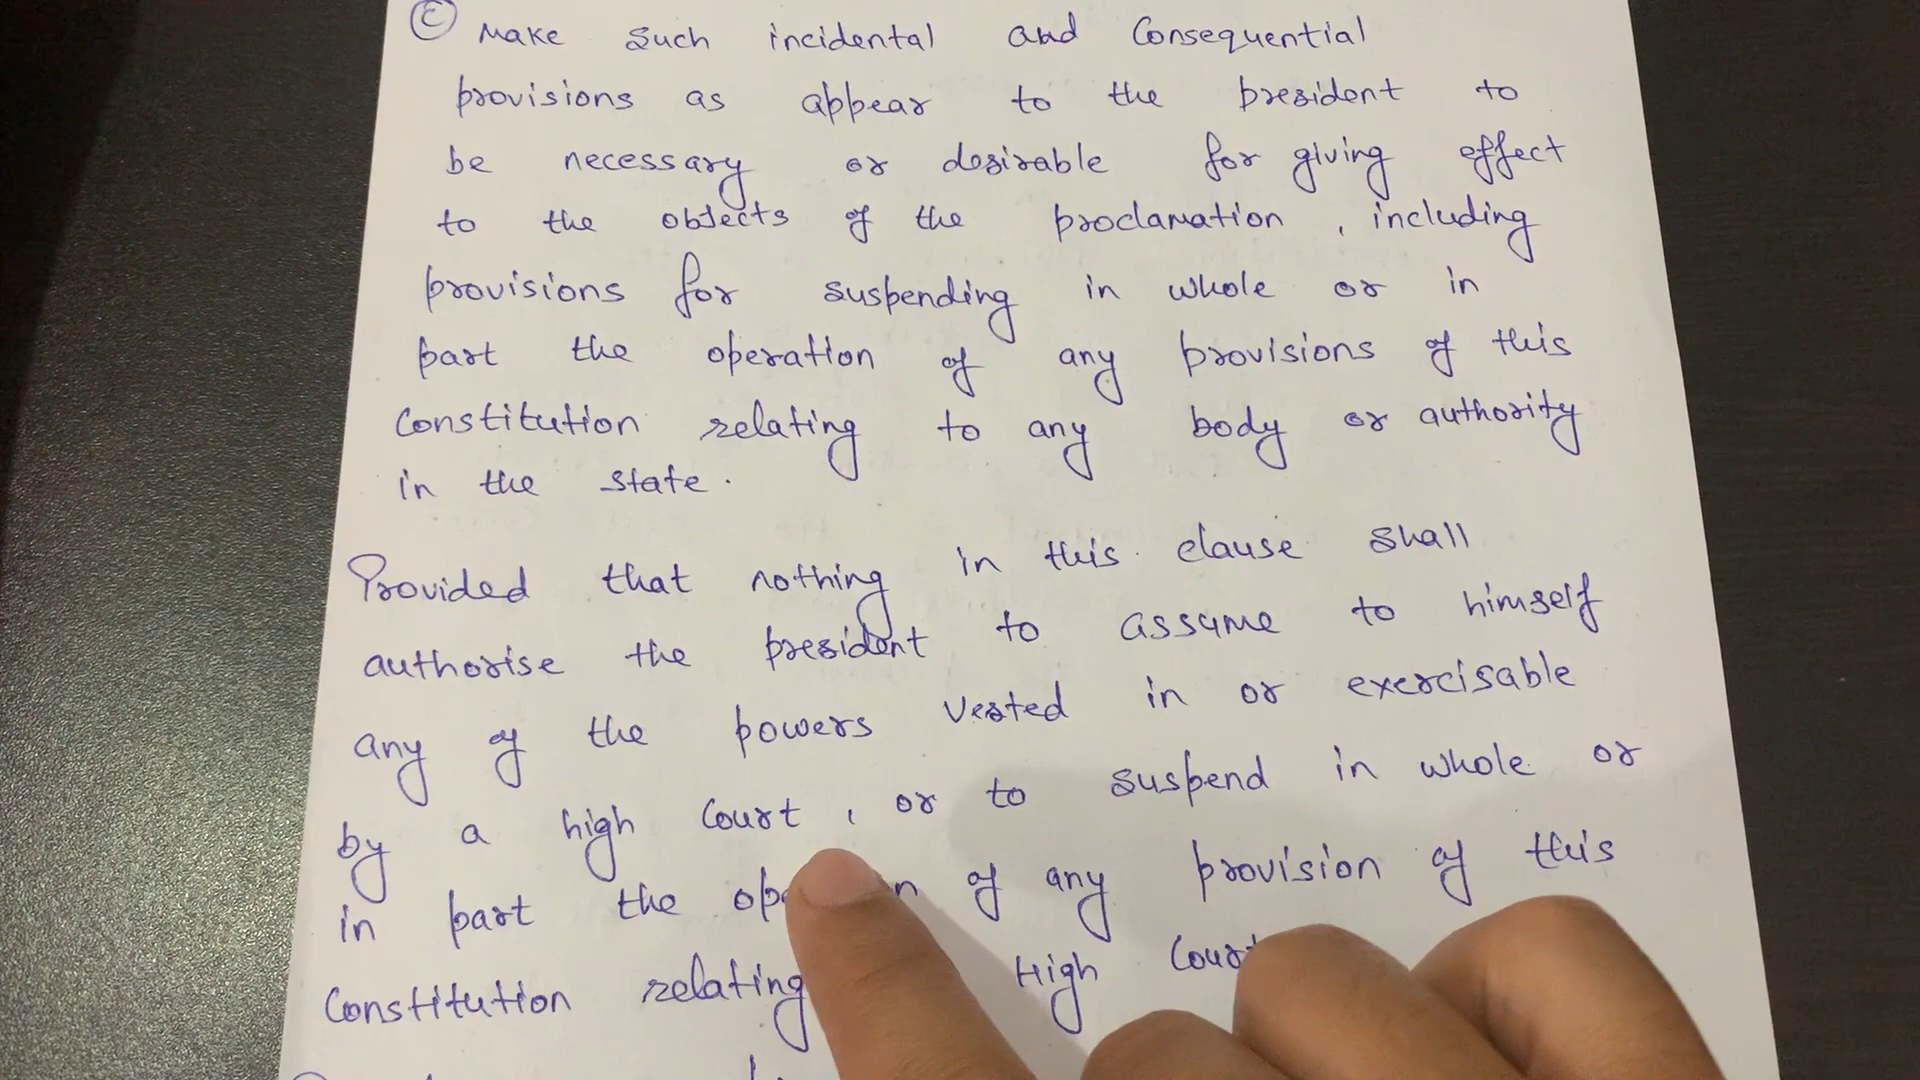 © Make such incidental and Consequential
provisions as appear to the president to
be necessary or desirable for giving effect
to the objects of the proclamation, including
provisions for suspending in whole or in
part the operation of any provisions of this
Constitution relating to any body or authority
in the state.
Provided that nothing in this clause shall
authorise the president to assume to himself
any of the powers vested in or exercisable
by a high Court, or to suspend in whole or
in part the of any provision of this
Constitution relating High Court